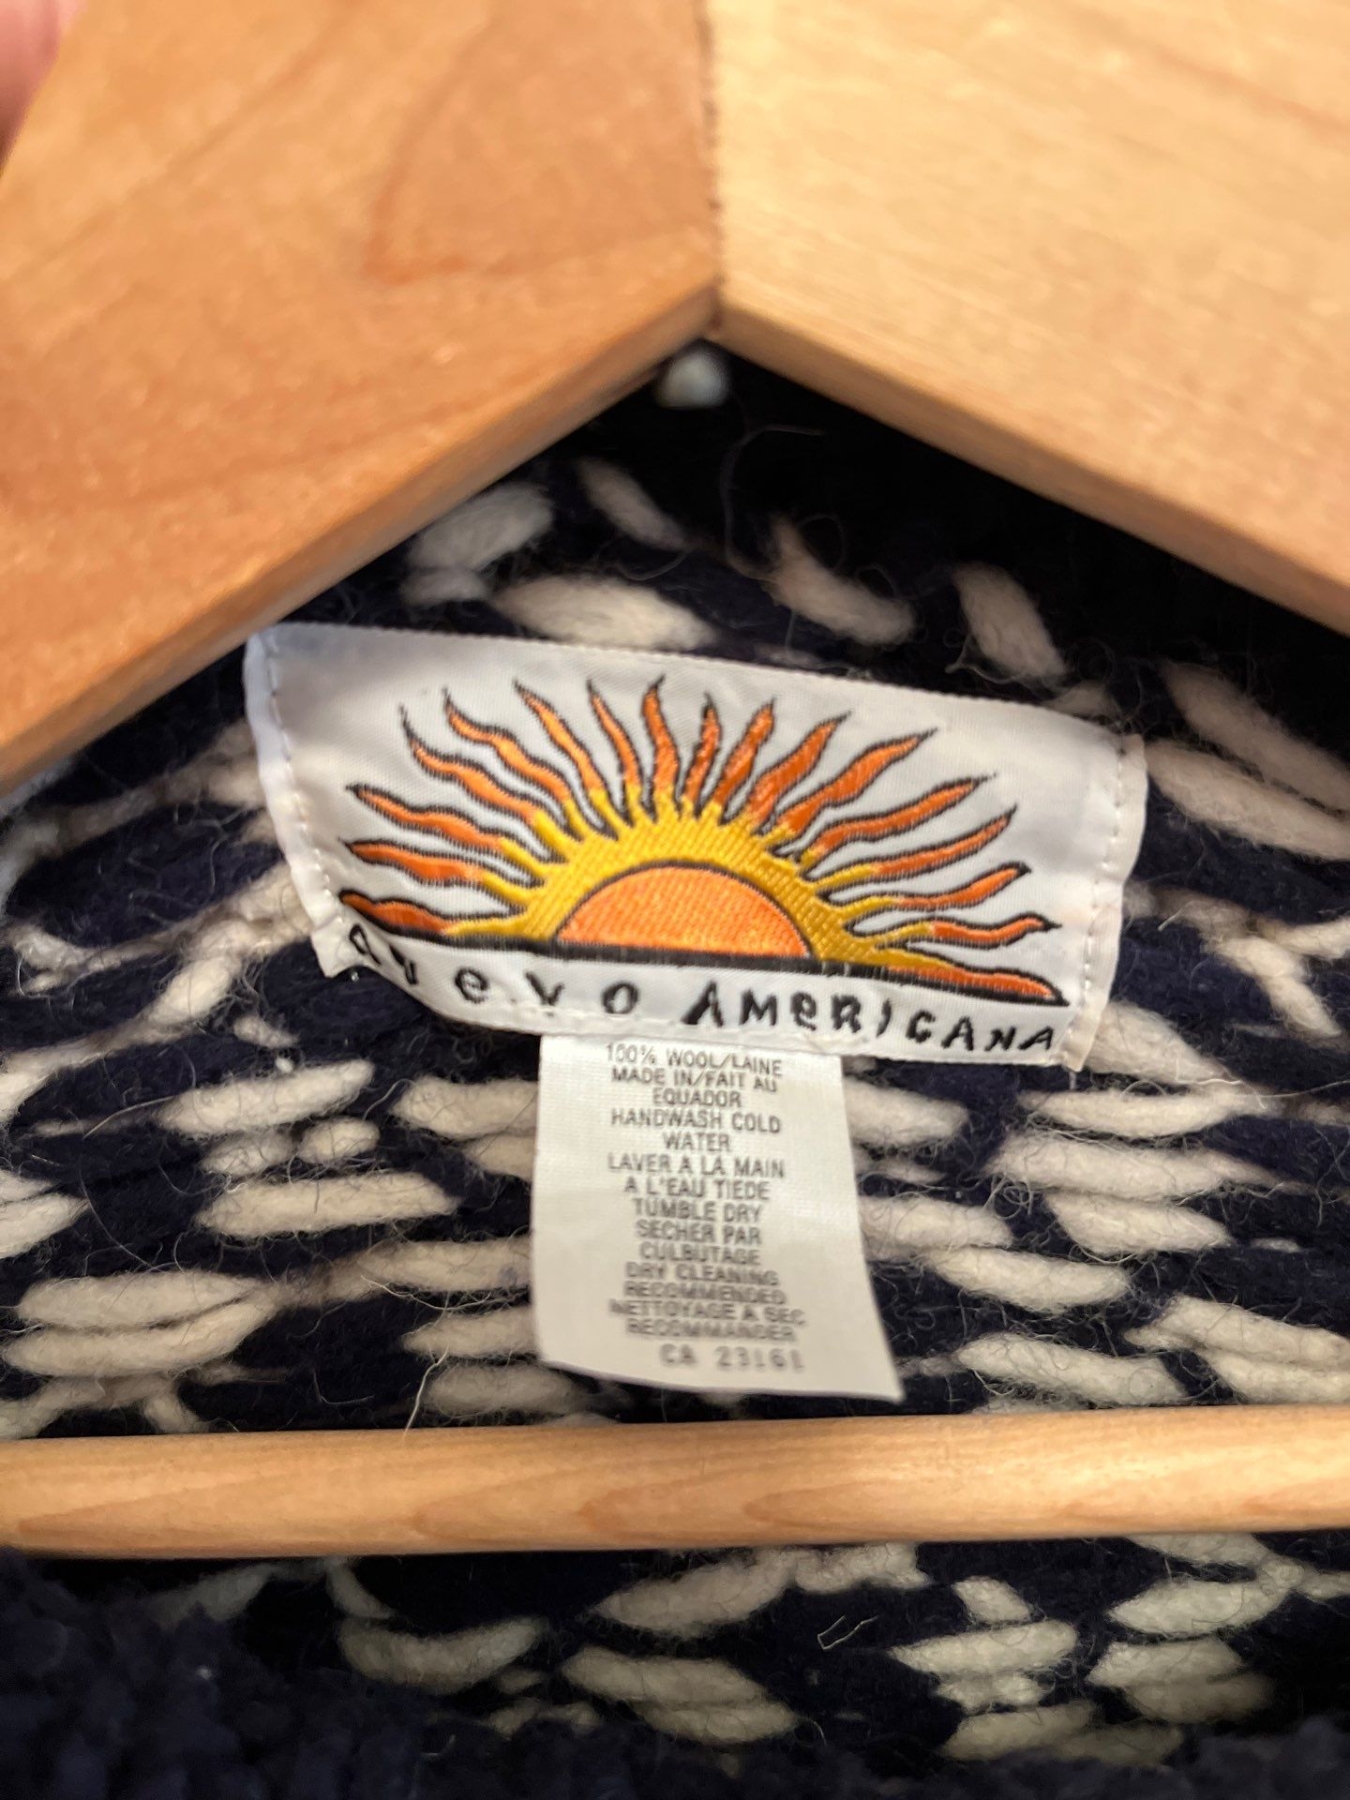 Nuevo AMeRICANA
100% WOOL/LAINE
MADE IN/FAIT AU
EQUADOR
HANDWASH COLD
WATER
LAVER A LA MAIN
A L'EAU TIEDE
TUMBLE DRY
SECHER PAR
CULBUTAGE
DRY CLEANING
RECOMMENDED
NETTOYAGE A SEC
RECOMMANDER
CA 23161